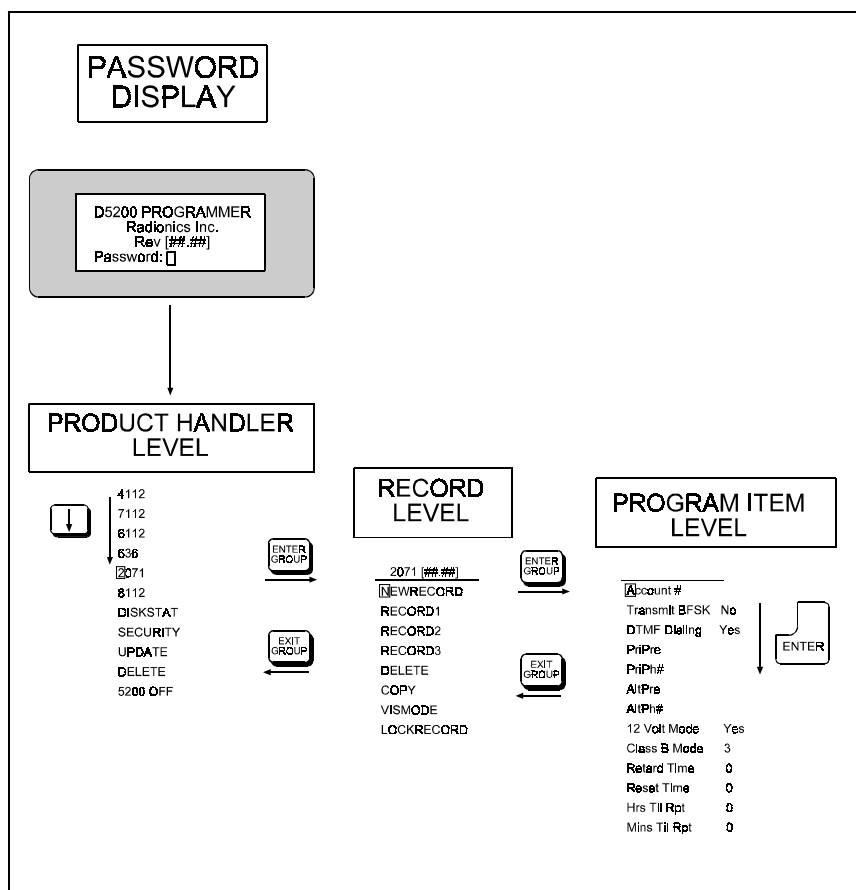 PASSWORD
DISPLAY
D5200 PROGRAMMER
Radionics Inc.
Rev [##.##]
Password:
PRODUCT HANDLER
LEVEL
4112
7112
6112
636
2071
8112
DISKSTAT
SECURITY
UPDATE
DELETE
5200 OFF
ENTER
GROUP
EXIT
GROUP
RECORD
LEVEL
2071 [##.##]
NEWRECORD
RECORD1
RECORD2
RECORD3
DELETE
COPY
VISMODE
LOCKRECORD
ENTER
GROUP
EXIT
GROUP
PROGRAM ITEM
LEVEL
Account #
Transmit BFSK No
DTMF Dialing Yes
PriPre
PriPh#
AltPre
AltPh#
12 Volt Mode Yes
Class B Mode 3
Retard Time 0
Reset Time 0
Hrs Til Rpt 0
Mins Til Rpt 0
ENTER